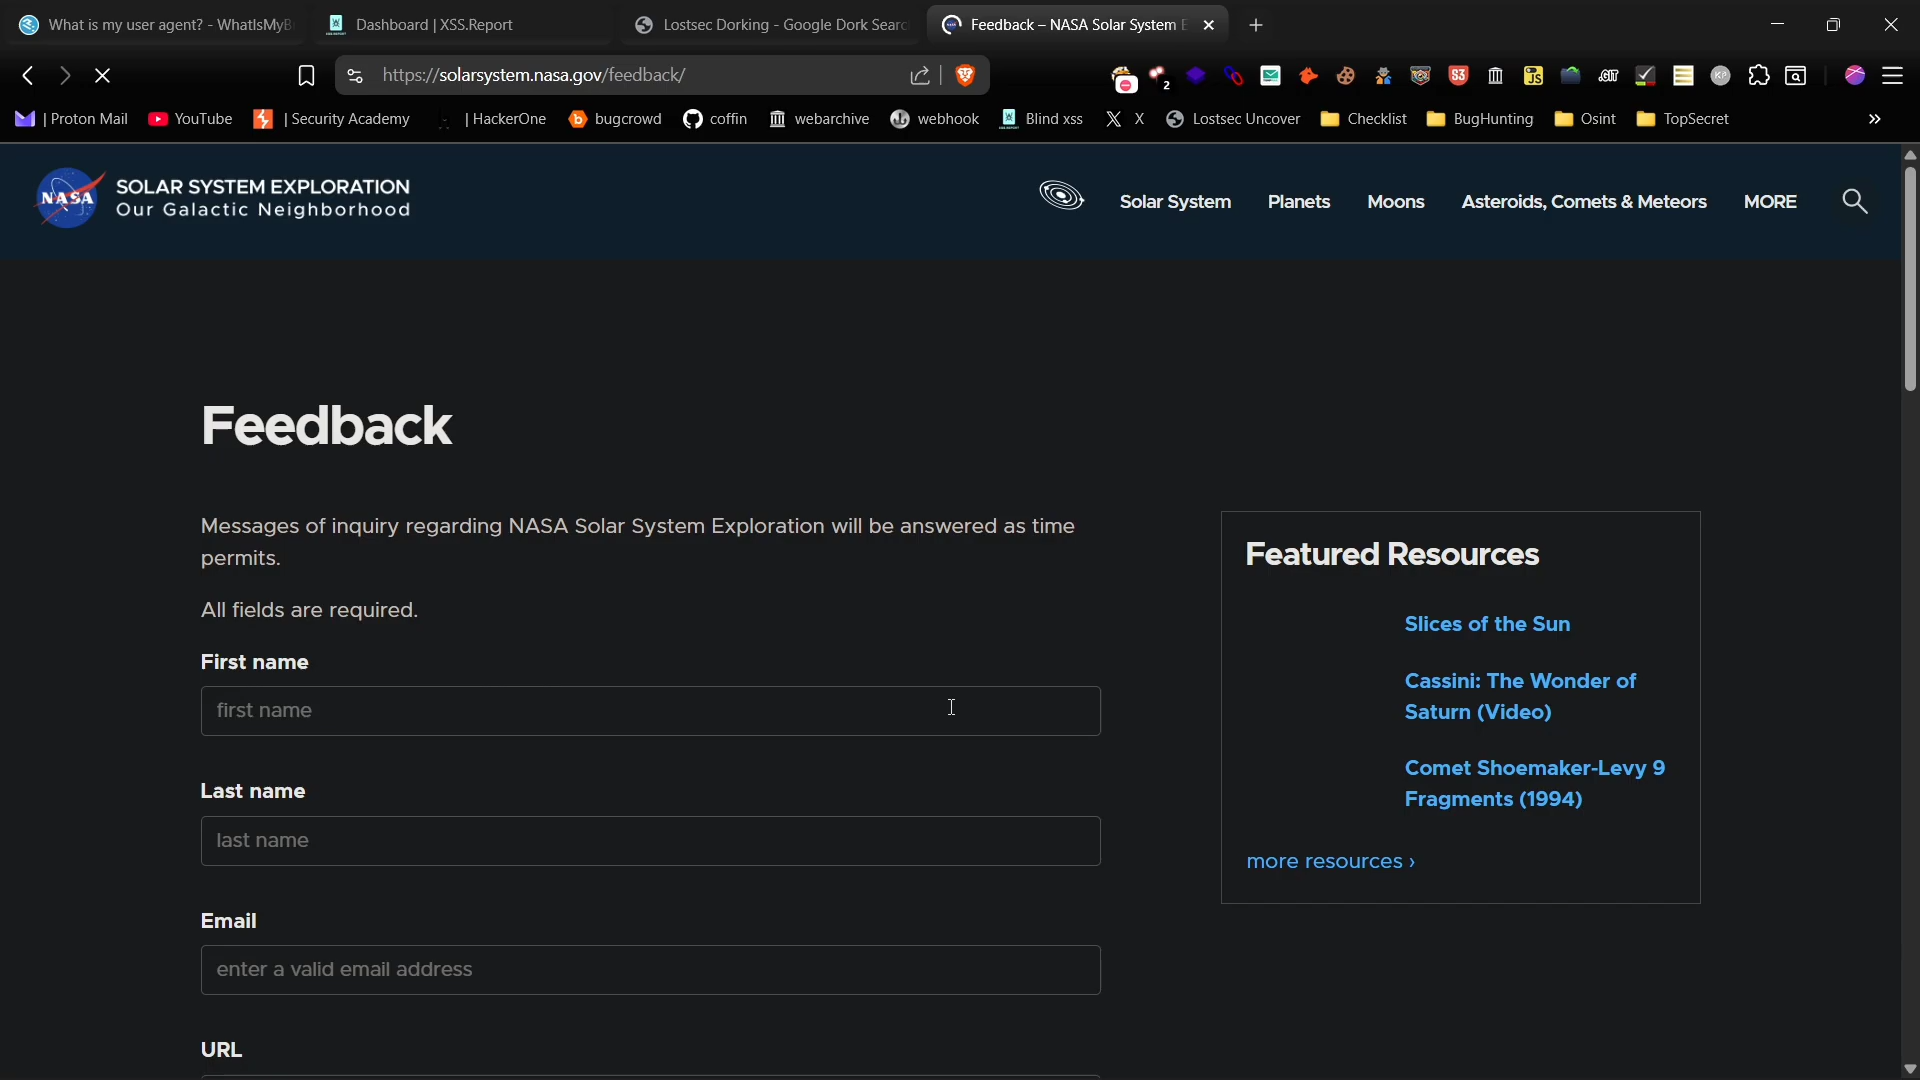 What is my user agent? - WhatIsMyB
Dashboard | XSS.Report
Lostsec Dorking - Google Dork Searc
Feedback – NASA Solar System E
https://solarsystem.nasa.gov/feedback/
2
S3
JS
.GIT
| Proton Mail
YouTube
| Security Academy
| HackerOne
bugcrowd
coffin
webarchive
webhook
Blind xss
X
Lostsec Uncover
Checklist
BugHunting
Osint
TopSecret
NASA
SOLAR SYSTEM EXPLORATION
Our Galactic Neighborhood
Solar System
Planets
Moons
Asteroids, Comets & Meteors
MORE
Feedback
Messages of inquiry regarding NASA Solar System Exploration will be answered as time
permits.
All fields are required.
First name
first name
Last name
last name
Email
enter a valid email address
URL
Featured Resources
Slices of the Sun
Cassini: The Wonder of
Saturn (Video)
Comet Shoemaker-Levy 9
Fragments (1994)
more resources ›